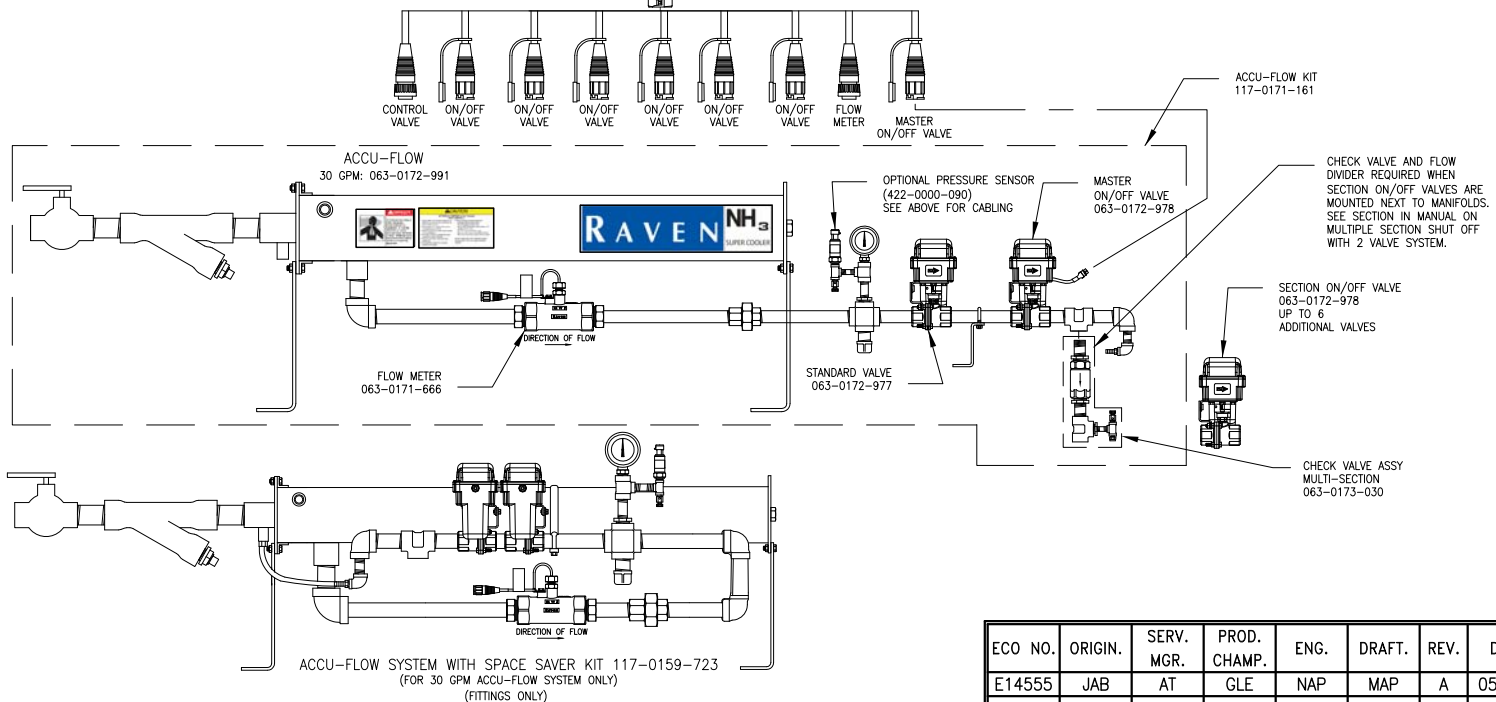 CONTROL
VALVE
ON/OFF
VALVE
ON/OFF
VALVE
ON/OFF
VALVE
ON/OFF
VALVE
ON/OFF
VALVE
ON/OFF
VALVE
FLOW
METER
MASTER
ON/OFF VALVE
ACCU-FLOW KIT
117-0171-161
ACCU-FLOW
30 GPM: 063-0172-991
RAVEN
NH3
SUPER COOLER
OPTIONAL PRESSURE SENSOR
(422-0000-090)
SEE ABOVE FOR CABLING
MASTER
ON/OFF VALVE
063-0172-978
CHECK VALVE AND FLOW
DIVIDER REQUIRED WHEN
SECTION ON/OFF VALVES ARE
MOUNTED NEXT TO MANIFOLDS.
SEE SECTION IN MANUAL ON
MULTIPLE SECTION SHUT OFF
WITH 2 VALVE SYSTEM.
SECTION ON/OFF VALVE
063-0172-978
UP TO 6
ADDITIONAL VALVES
DIRECTION OF FLOW
FLOW METER
063-0171-666
STANDARD VALVE
063-0172-977
CHECK VALVE ASSY
MULTI-SECTION
063-0173-030
DIRECTION OF FLOW
ACCU-FLOW SYSTEM WITH SPACE SAVER KIT 117-0159-723
(FOR 30 GPM ACCU-FLOW SYSTEM ONLY)
(FITTINGS ONLY)
ECO NO. ORIGIN. SERV. MGR. PROD. CHAMP. ENG. DRAFT. REV. D
E14555 JAB AT GLE NAP MAP A 05